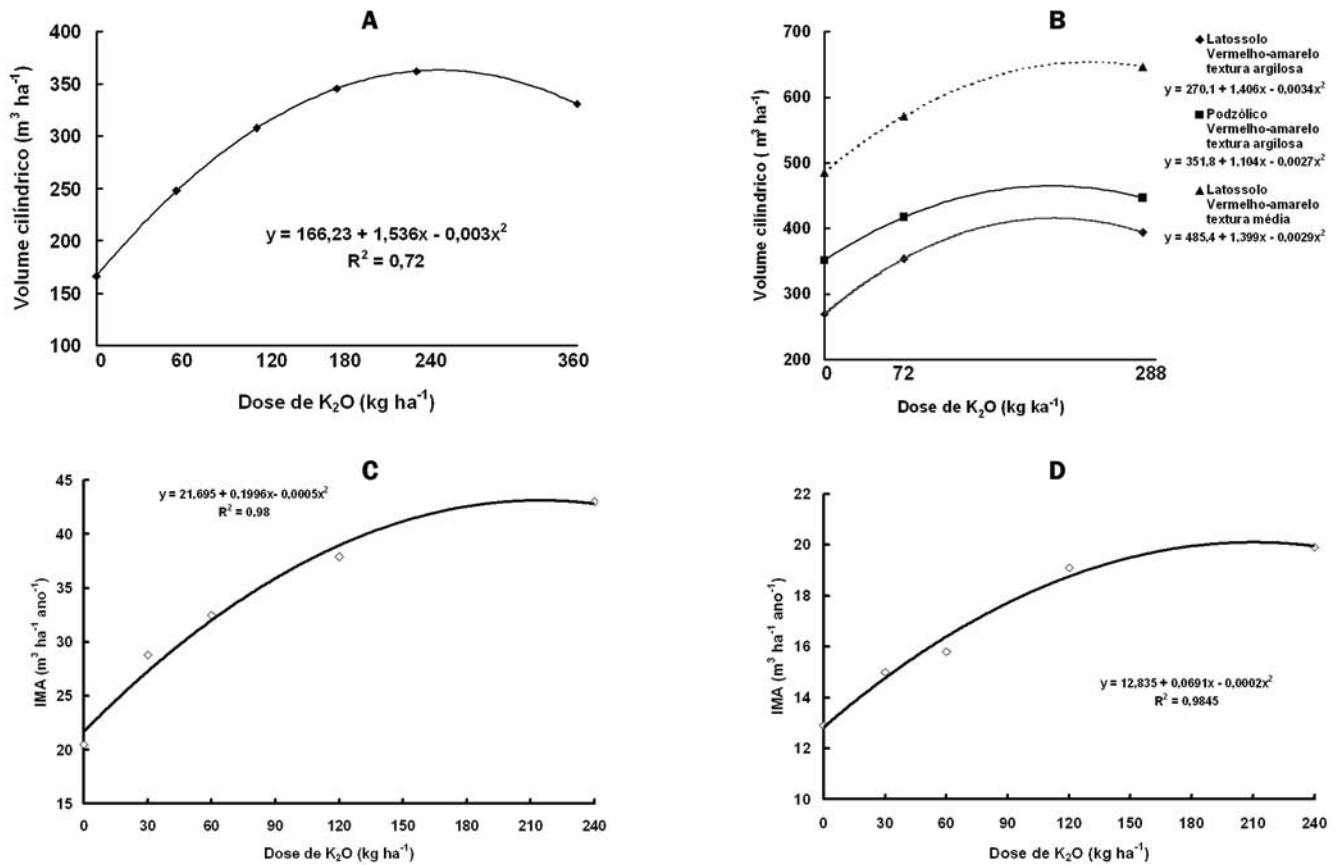 A
Volume cilíndrico (m³ ha⁻¹)
400
350
300
250
200
150
100
y = 166,23 + 1,536x - 0,003x²
R² = 0,72
0 60 120 180 240 360
Dose de K₂O (kg ha⁻¹)
B
Volume cilíndrico ( m³ ha⁻¹)
700
600
500
400
300
200
0 72 288
Dose de K₂O (kg ka⁻¹)
Latossolo
Vermelho-amarelo
textura argilosa
y = 270,1 + 1,406x - 0,0034x²
Podzólico
Vermelho-amarelo
textura argilosa
y = 351,8 + 1,104x - 0,0027x²
Latossolo
Vermelho-amarelo
textura média
y = 485,4 + 1,399x - 0,0029x²
C
IMA (m³ ha⁻¹ ano⁻¹)
45
40
35
30
25
20
15
y = 21,695 + 0,1996x- 0,0005x²
R² = 0,98
0 30 60 90 120 150 180 210 240
Dose de K₂O (kg ha⁻¹)
D
IMA (m³ ha⁻¹ ano⁻¹)
22
20
18
16
14
12
10
y = 12,835 + 0,0691x - 0,0002x²
R² = 0,9845
0 30 60 90 120 150 180 210 240
Dose de K₂O (kg ha⁻¹)